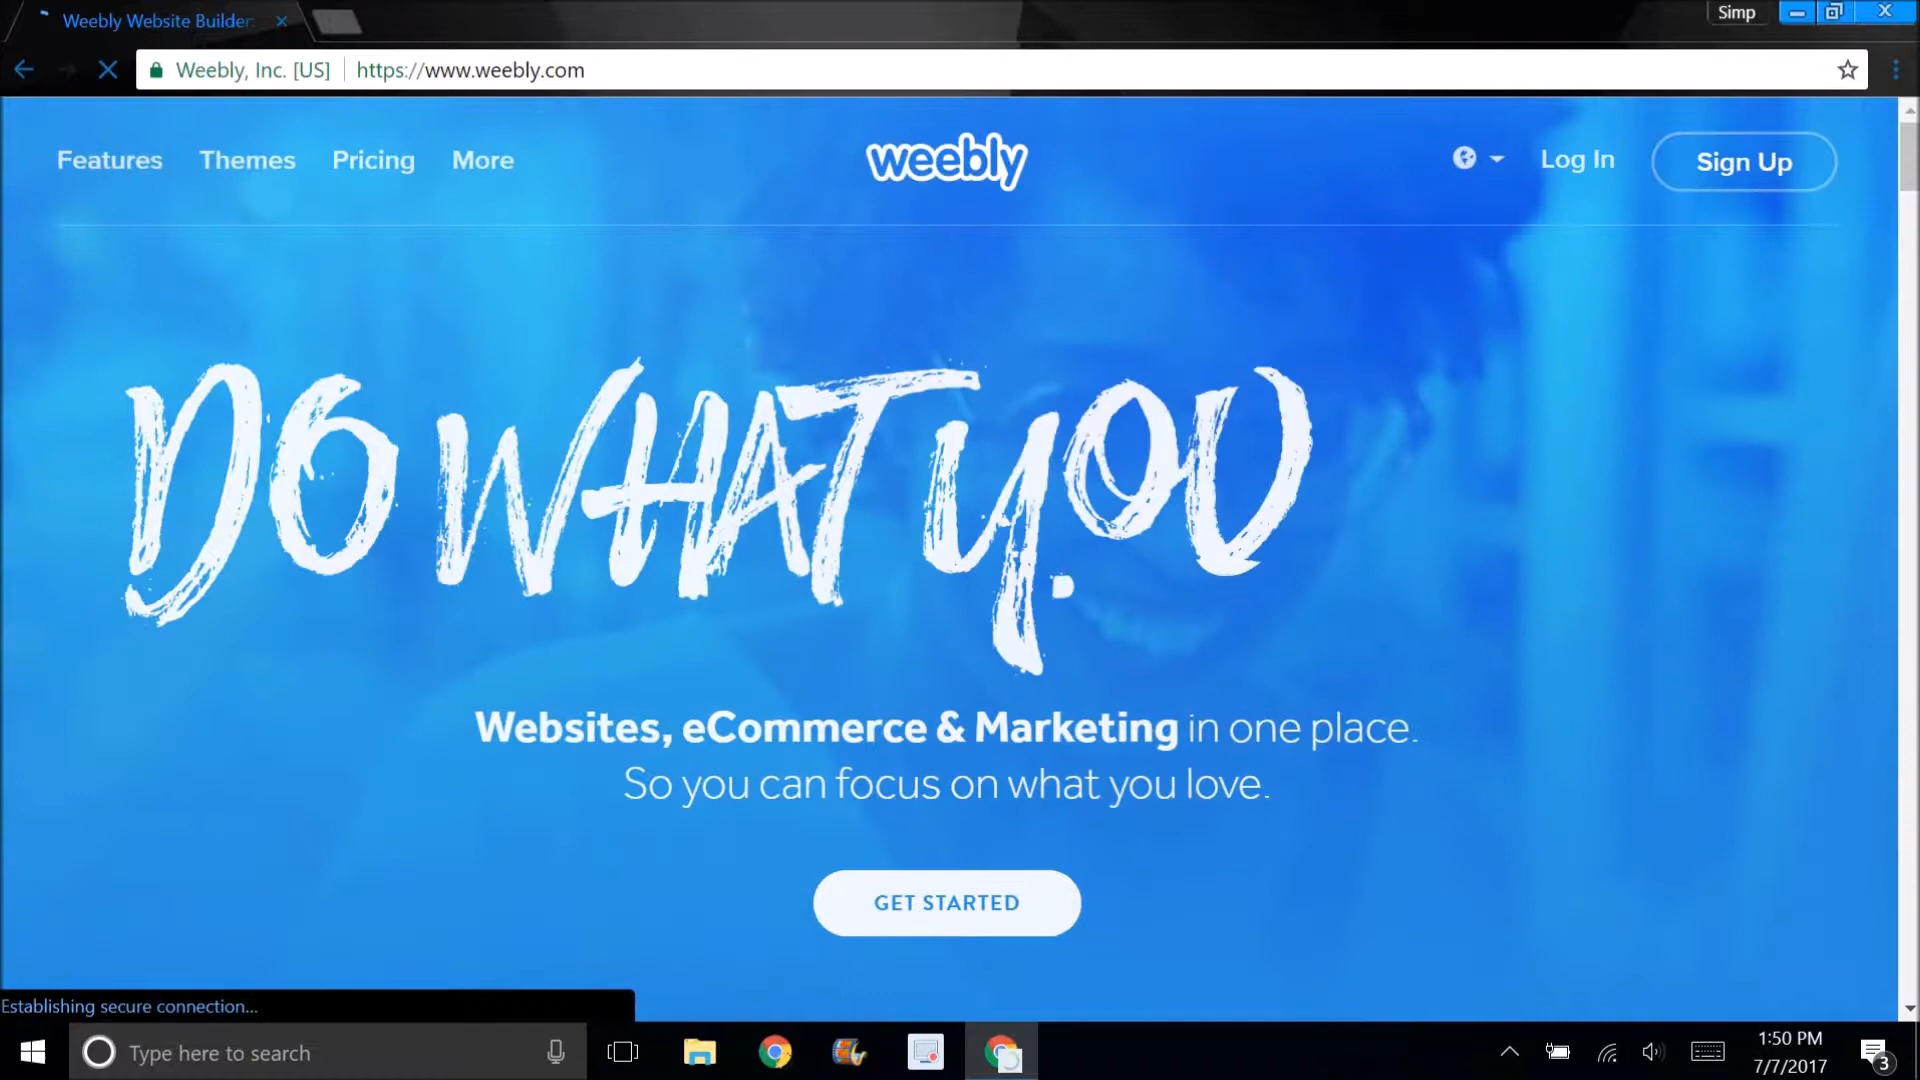 Weebly Website Builder:
Simp
Weebly, Inc. [US]
https://www.weebly.com
Features
Themes
Pricing
More
weebly
Log In
Sign Up
DO WHAT YOU
Websites, eCommerce & Marketing in one place.
So you can focus on what you love.
GET STARTED
Establishing secure connection...
Type here to search
1:50 PM
7/7/2017
3